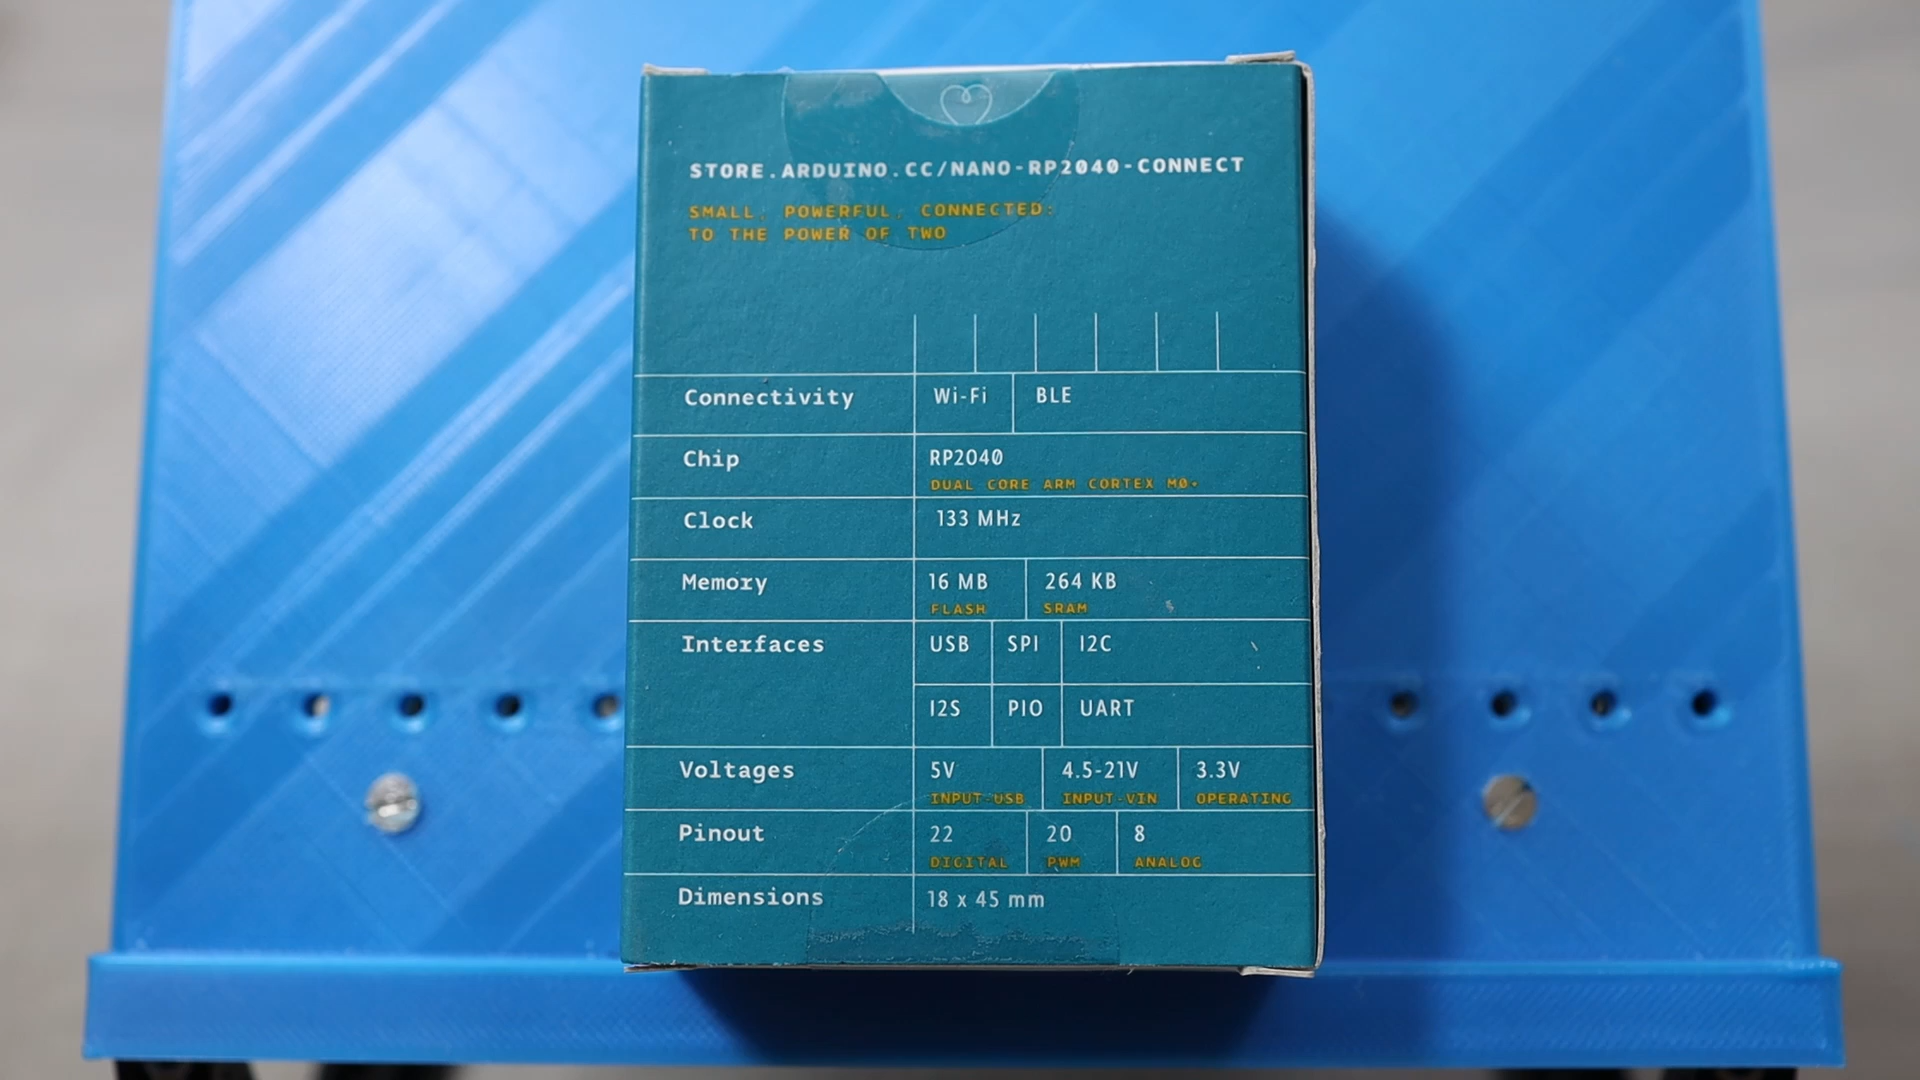 STORE.ARDUINO.CC/NANO-RP2040-CONNECT
SMALL, POWERFUL, CONNECTED:
TO THE POWER OF TWO
Connectivity Wi-Fi BLE
Chip RP2040
DUAL CORE ARM CORTEX M0+
Clock 133 MHz
Memory 16 MB 264 KB
FLASH SRAM
Interfaces USB SPI I2C
I2S PIO UART
Voltages 5V 4.5-21V 3.3V
INPUT-USB INPUT-VIN OPERATING
Pinout 22 20 8
DIGITAL PWM ANALOG
Dimensions 18 x 45 mm